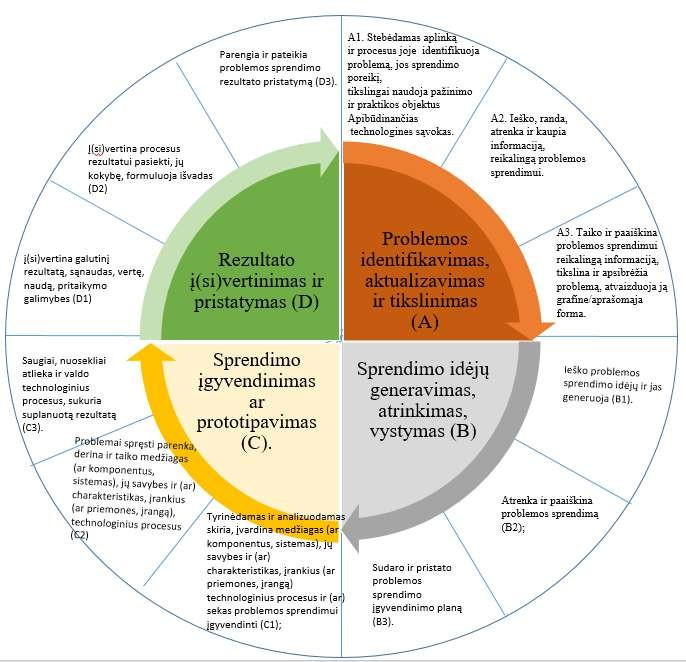 A1. Stebėdamas aplinką
ir procesus joje identifikuoja
problemą, jos sprendimo
poreikį,
tikslingai naudoja pažinimo
ir praktikos objektus
Apibūdinančias
technologines sąvokas.
A2. Ieško, randa,
atrenka ir kaupia
informaciją,
reikalingą problemos
sprendimui.
A3. Taiko ir paaiškina
problemos sprendimui
reikalingą informaciją,
tikslina ir apsibrėžia
problemą, atvaizduoja ją
grafine/aprašomąja
forma.
Problemos
identifikavimas,
aktualizavimas
ir tikslinimas
(A)
Ieško problemos
sprendimo idėjų ir jas
generuoja (B1).
Atrenka ir paaiškina
problemos sprendimą
(B2);
Sudaro ir pristato
problemos
sprendimo
įgyvendinimo planą
(B3).
Sprendimo idėjų
generavimas,
atrinkimas,
vystymas (B)
Tyrinėdamas ir analizuodamas
skiria, įvardina medžiagas (ar
komponentus, sistemas), jų
savybes ir (ar)
charakteristikas, įrankius (ar
priemones, įrangą)
technologinius procesus ir (ar)
sekas problemos sprendimui
įgyvendinti (C1);
Problemai spręsti parenka,
derina ir taiko medžiagas
(ar komponentus,
sistemas), jų savybes ir (ar)
charakteristikas, įrankius
(ar priemones, įrangą),
technologinius procesus
(C2)
Saugiai, nuosekliai
atlieka ir valdo
technologinius
procesus, sukuria
suplanuotą rezultatą
(C3).
Sprendimo
įgyvendinimas
ar
prototipavimas
(C).
į(si)vertina galutinį
rezultatą, sąnaudas, vertę,
naudą, pritaikymo
galimybes (D1)
Į(si)vertina procesus
rezultatui pasiekti, jų
kokybę, formuluoja išvadas
(D2)
Parengia ir pateikia
problemos sprendimo
rezultato pristatymą (D3).
Rezultato
į(si)vertinimas ir
pristatymas (D)